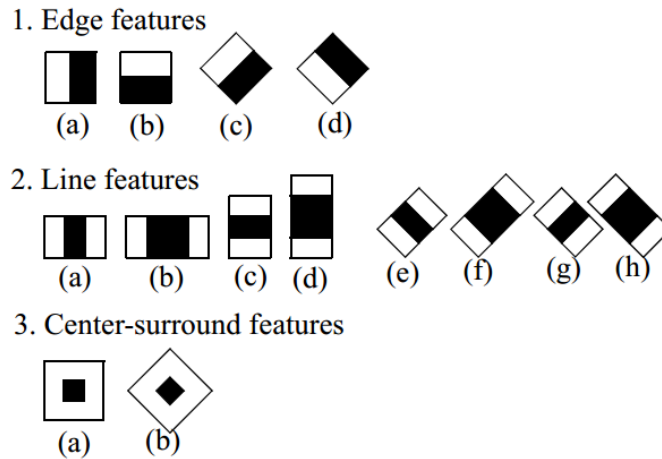 1. Edge features
(a) (b) (c) (d)
2. Line features
(a) (b) (c) (d) (e) (f) (g) (h)
3. Center-surround features
(a) (b)